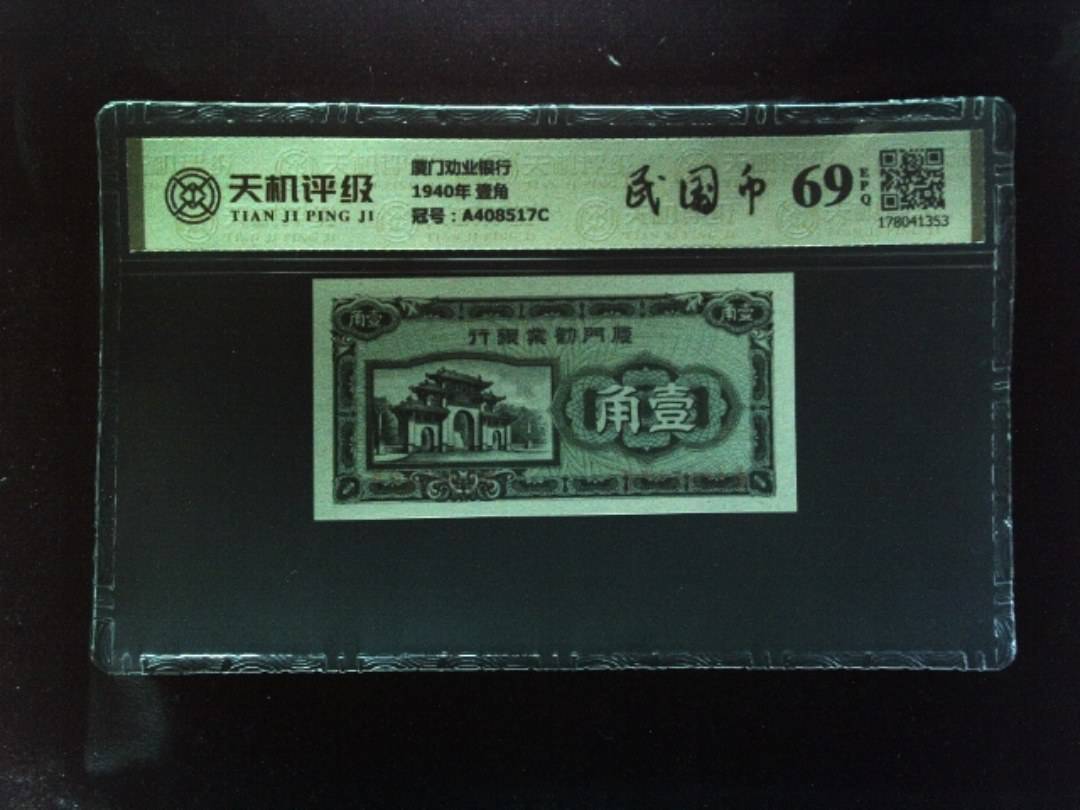 天机评级
TIAN JI PING JI
厦门劝业银行
1940年 壹角
冠号：A408517C
民国币
69
EPQ
178041353
角壹
角壹
行銀業勸門廈
角壹